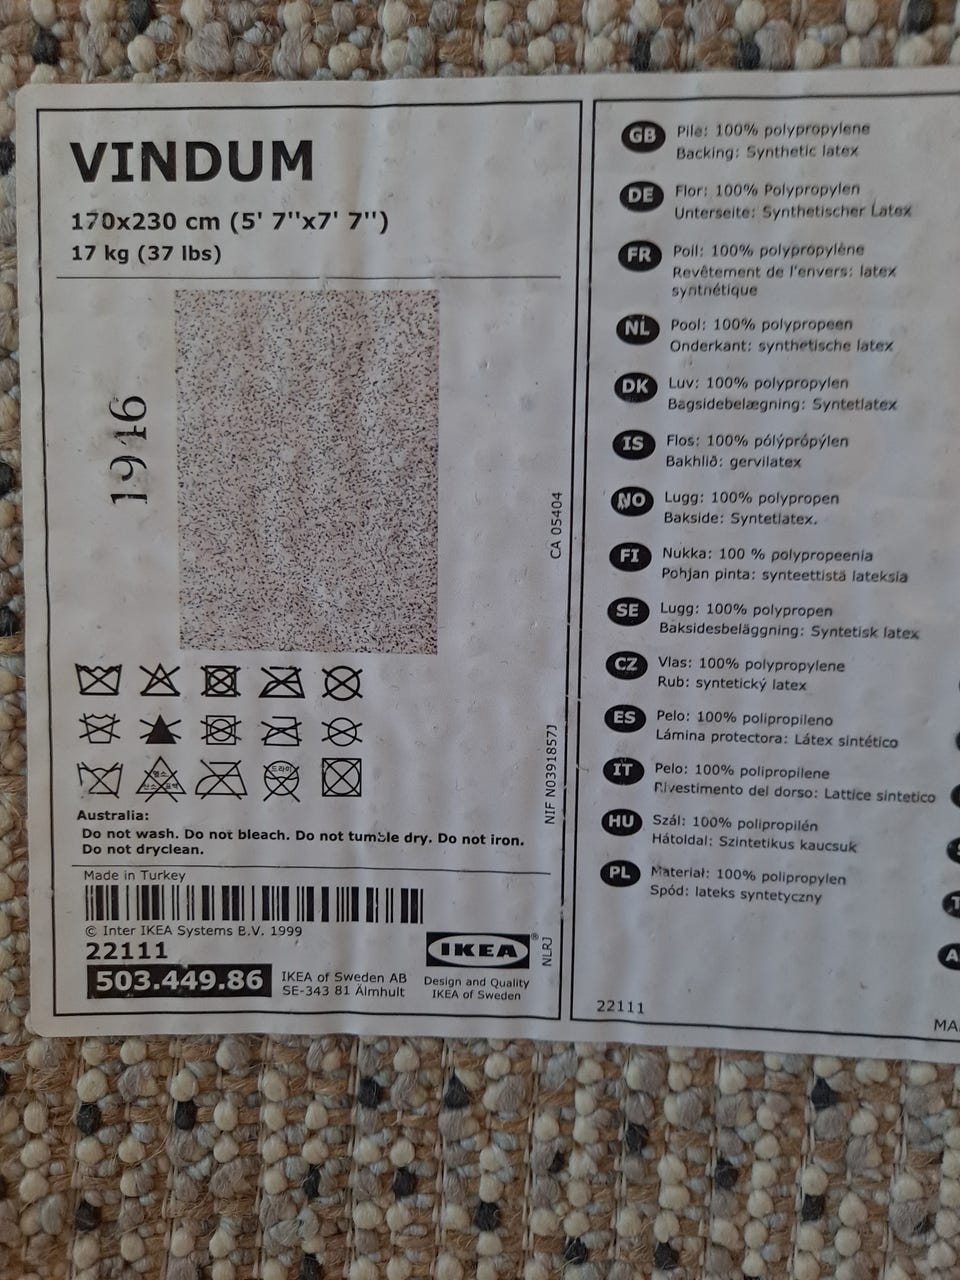 VINDUM
170x230 cm (5' 7''x7' 7'')
17 kg (37 lbs)
1946
CA 05404
NIF N0391857J
NLRJ
Australia:
Do not wash. Do not bleach. Do not tumble dry. Do not iron.
Do not dryclean.
Made in Turkey
© Inter IKEA Systems B.V. 1999
22111
503.449.86
IKEA of Sweden AB
SE-343 81 Älmhult
IKEA®
Design and Quality
IKEA of Sweden
GB Pile: 100% polypropylene
Backing: Synthetic latex
DE Flor: 100% Polypropylen
Unterseite: Synthetischer Latex
FR Poil: 100% polypropylène
Revêtement de l'envers: latex
syntnétique
NL Pool: 100% polypropeen
Onderkant: synthetische latex
DK Luv: 100% polypropylen
Bagsidebelægning: Syntetlatex
IS Flos: 100% pólýprópýlen
Bakhlið: gervilatex
NO Lugg: 100% polypropen
Bakside: Syntetlatex.
FI Nukka: 100 % polypropeenia
Pohjan pinta: synteettistä lateksia
SE Lugg: 100% polypropen
Baksidesbeläggning: Syntetisk latex
CZ Vlas: 100% polypropylene
Rub: syntetický latex
ES Pelo: 100% polipropileno
Lámina protectora: Látex sintético
IT Pelo: 100% polipropilene
Rivestimento del dorso: Lattice sintetico
HU Szál: 100% polipropilén
Hátoldal: Szintetikus kaucsuk
PL Materiał: 100% polipropylen
Spód: lateks syntetyczny
22111